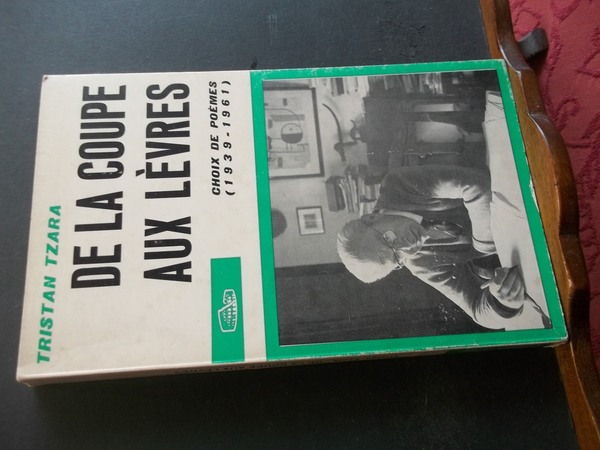 TRISTAN TZARA
DE LA COUPE
AUX LÈVRES
CHOIX DE POÈMES
(1939-1961)